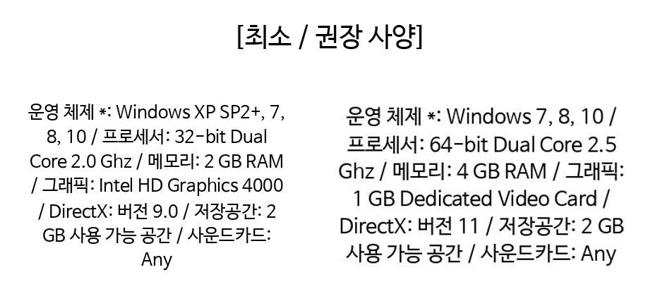 [최소 / 권장 사양]
운영 체제 *: Windows XP SP2+, 7,
8, 10 / 프로세서: 32-bit Dual
Core 2.0 Ghz / 메모리: 2 GB RAM
/ 그래픽: Intel HD Graphics 4000
/ DirectX: 버전 9.0 / 저장공간: 2
GB 사용 가능 공간 / 사운드카드:
Any
운영 체제 *: Windows 7, 8, 10 /
프로세서: 64-bit Dual Core 2.5
Ghz / 메모리: 4 GB RAM / 그래픽:
1 GB Dedicated Video Card /
DirectX: 버전 11 / 저장공간: 2 GB
사용 가능 공간 / 사운드카드: Any